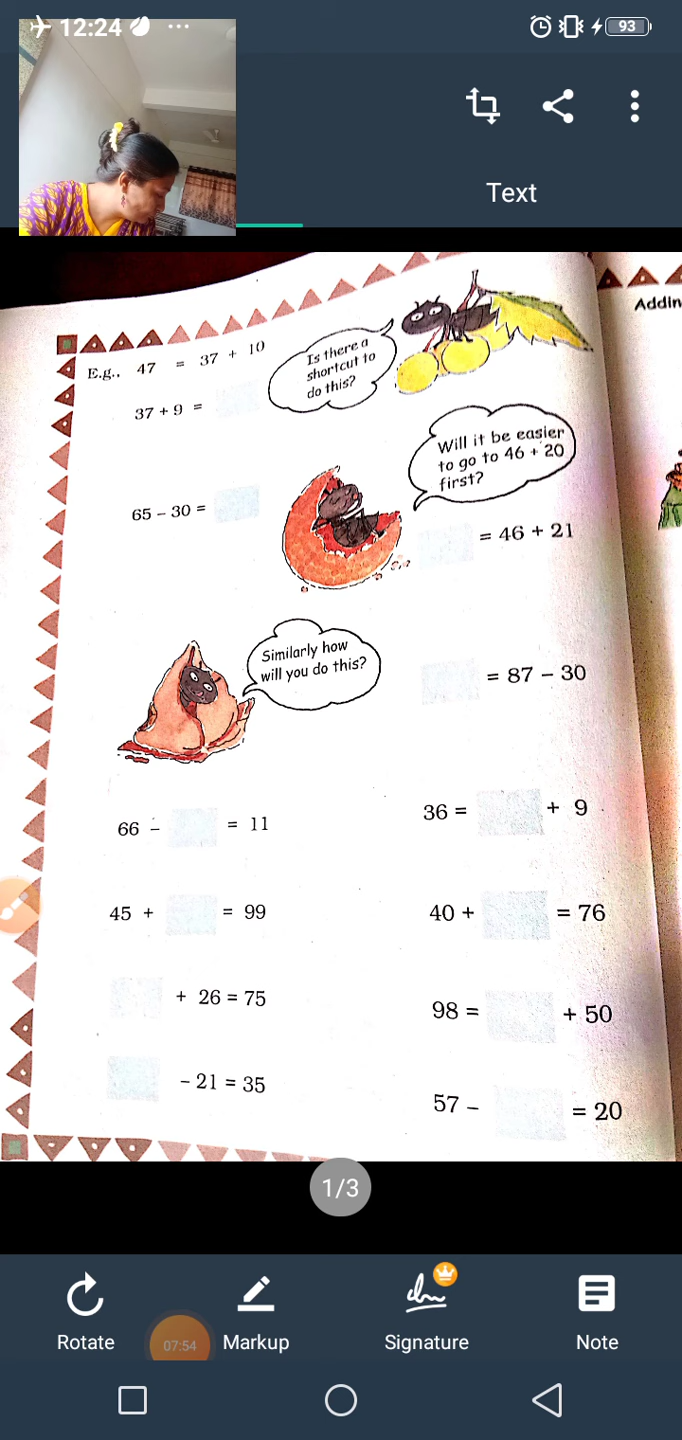 12:24
93
Text
Addin
E.g., 47 = 37 + 10
Is there a
shortcut to
do this?
37 + 9 =
Will it be easier
to go to 46 + 20
first?
65 – 30 =
= 46 + 21
Similarly how
will you do this?
= 87 – 30
66 – = 11
36 = + 9
45 + = 99
40 + = 76
+ 26 = 75
98 = + 50
– 21 = 35
57 – = 20
1/3
Rotate
07:54
Markup
Signature
Note